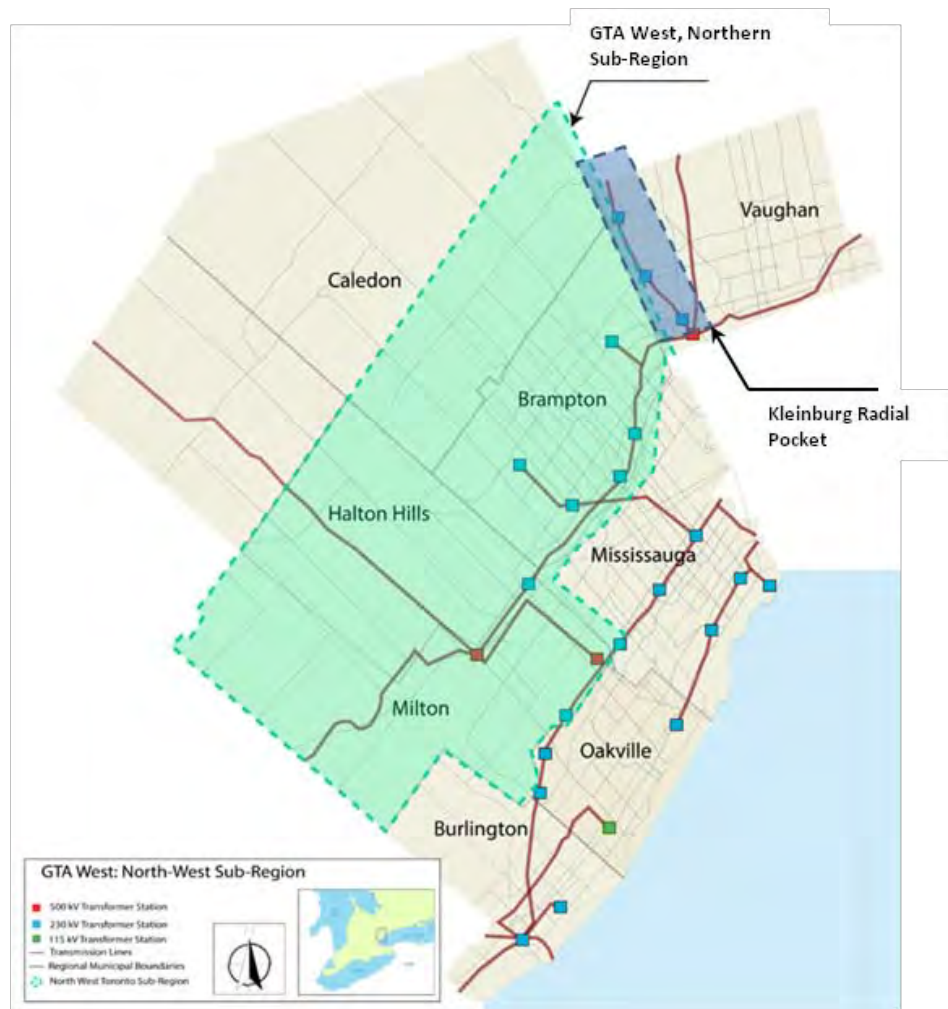 GTA West, Northern
Sub-Region
Vaughan
Caledon
Brampton
Kleinburg Radial
Pocket
Halton Hills
Mississauga
Milton
Oakville
Burlington
GTA West: North-West Sub-Region
500 kV Transformer Station
230 kV Transformer Station
115 kV Transformer Station
Transmission Lines
Regional Municipal Boundaries
North West Toronto Sub-Region